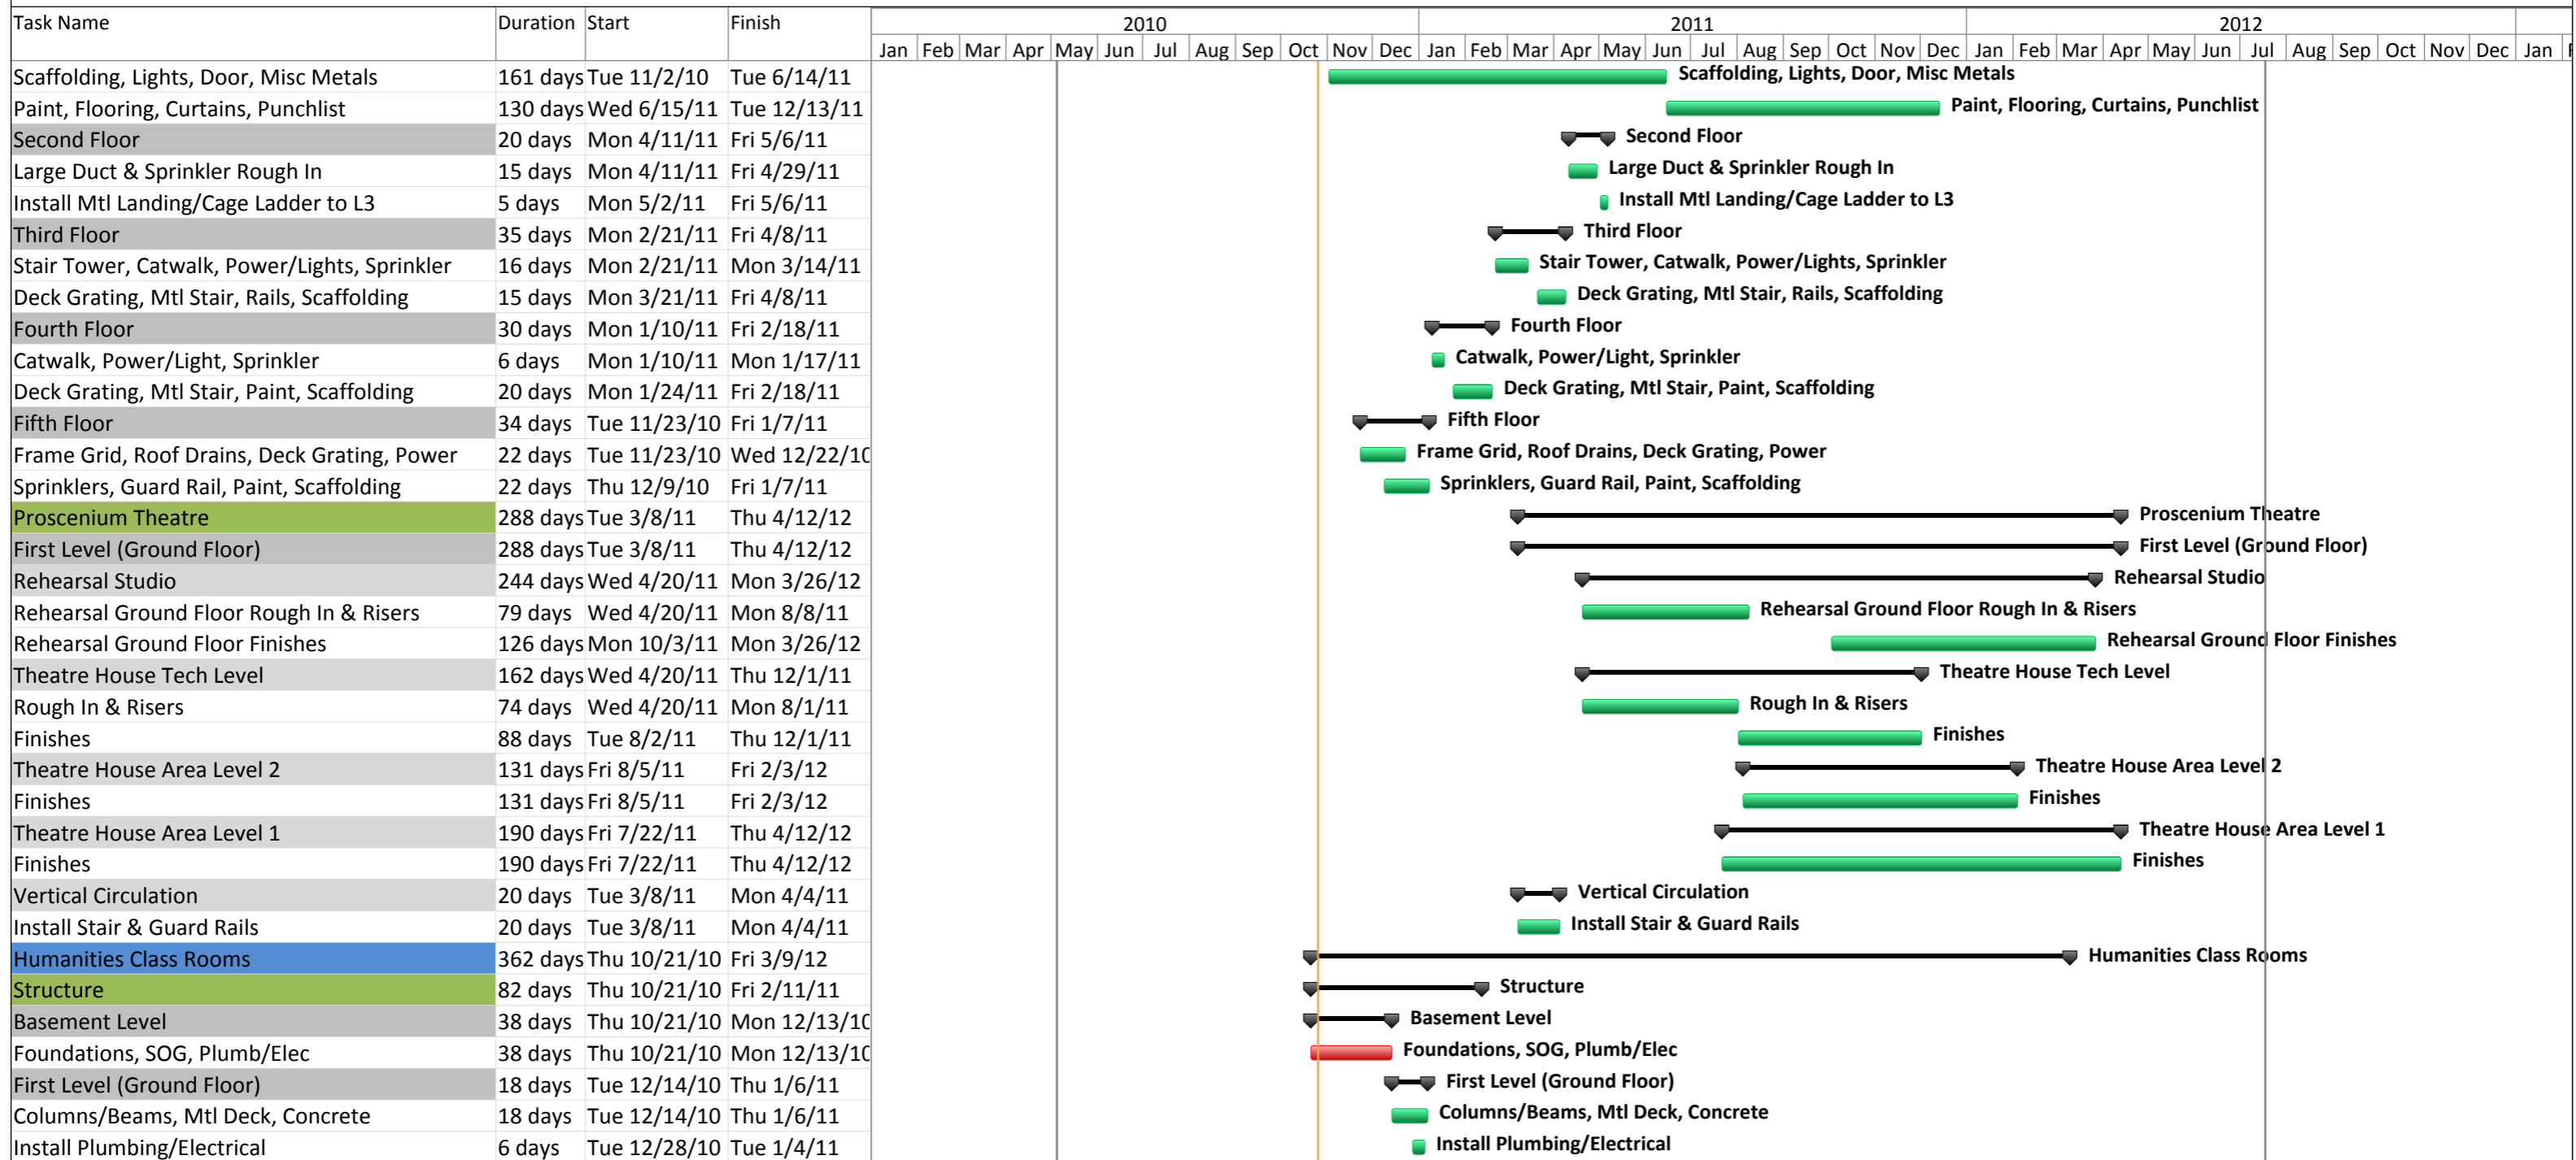 Task Name Duration Start Finish 2010 2011 2012
Jan Feb Mar Apr May Jun Jul Aug Sep Oct Nov Dec Jan Feb Mar Apr May Jun Jul Aug Sep Oct Nov Dec Jan Feb Mar Apr May Jun Jul Aug Sep Oct Nov Dec Jan
Scaffolding, Lights, Door, Misc Metals 161 days Tue 11/2/10 Tue 6/14/11 Scaffolding, Lights, Door, Misc Metals
Paint, Flooring, Curtains, Punchlist 130 days Wed 6/15/11 Tue 12/13/11 Paint, Flooring, Curtains, Punchlist
Second Floor 20 days Mon 4/11/11 Fri 5/6/11 Second Floor
Large Duct & Sprinkler Rough In 15 days Mon 4/11/11 Fri 4/29/11 Large Duct & Sprinkler Rough In
Install Mtl Landing/Cage Ladder to L3 5 days Mon 5/2/11 Fri 5/6/11 Install Mtl Landing/Cage Ladder to L3
Third Floor 35 days Mon 2/21/11 Fri 4/8/11 Third Floor
Stair Tower, Catwalk, Power/Lights, Sprinkler 16 days Mon 2/21/11 Mon 3/14/11 Stair Tower, Catwalk, Power/Lights, Sprinkler
Deck Grating, Mtl Stair, Rails, Scaffolding 15 days Mon 3/21/11 Fri 4/8/11 Deck Grating, Mtl Stair, Rails, Scaffolding
Fourth Floor 30 days Mon 1/10/11 Fri 2/18/11 Fourth Floor
Catwalk, Power/Light, Sprinkler 6 days Mon 1/10/11 Mon 1/17/11 Catwalk, Power/Light, Sprinkler
Deck Grating, Mtl Stair, Paint, Scaffolding 20 days Mon 1/24/11 Fri 2/18/11 Deck Grating, Mtl Stair, Paint, Scaffolding
Fifth Floor 34 days Tue 11/23/10 Fri 1/7/11 Fifth Floor
Frame Grid, Roof Drains, Deck Grating, Power 22 days Tue 11/23/10 Wed 12/22/10 Frame Grid, Roof Drains, Deck Grating, Power
Sprinklers, Guard Rail, Paint, Scaffolding 22 days Thu 12/9/10 Fri 1/7/11 Sprinklers, Guard Rail, Paint, Scaffolding
Proscenium Theatre 288 days Tue 3/8/11 Thu 4/12/12 Proscenium Theatre
First Level (Ground Floor) 288 days Tue 3/8/11 Thu 4/12/12 First Level (Ground Floor)
Rehearsal Studio 244 days Wed 4/20/11 Mon 3/26/12 Rehearsal Studio
Rehearsal Ground Floor Rough In & Risers 79 days Wed 4/20/11 Mon 8/8/11 Rehearsal Ground Floor Rough In & Risers
Rehearsal Ground Floor Finishes 126 days Mon 10/3/11 Mon 3/26/12 Rehearsal Ground Floor Finishes
Theatre House Tech Level 162 days Wed 4/20/11 Thu 12/1/11 Theatre House Tech Level
Rough In & Risers 74 days Wed 4/20/11 Mon 8/1/11 Rough In & Risers
Finishes 88 days Tue 8/2/11 Thu 12/1/11 Finishes
Theatre House Area Level 2 131 days Fri 8/5/11 Fri 2/3/12 Theatre House Area Level 2
Finishes 131 days Fri 8/5/11 Fri 2/3/12 Finishes
Theatre House Area Level 1 190 days Fri 7/22/11 Thu 4/12/12 Theatre House Area Level 1
Finishes 190 days Fri 7/22/11 Thu 4/12/12 Finishes
Vertical Circulation 20 days Tue 3/8/11 Mon 4/4/11 Vertical Circulation
Install Stair & Guard Rails 20 days Tue 3/8/11 Mon 4/4/11 Install Stair & Guard Rails
Humanities Class Rooms 362 days Thu 10/21/10 Fri 3/9/12 Humanities Class Rooms
Structure 82 days Thu 10/21/10 Fri 2/11/11 Structure
Basement Level 38 days Thu 10/21/10 Mon 12/13/10 Basement Level
Foundations, SOG, Plumb/Elec 38 days Thu 10/21/10 Mon 12/13/10 Foundations, SOG, Plumb/Elec
First Level (Ground Floor) 18 days Tue 12/14/10 Thu 1/6/11 First Level (Ground Floor)
Columns/Beams, Mtl Deck, Concrete 18 days Tue 12/14/10 Thu 1/6/11 Columns/Beams, Mtl Deck, Concrete
Install Plumbing/Electrical 6 days Tue 12/28/10 Tue 1/4/11 Install Plumbing/Electrical